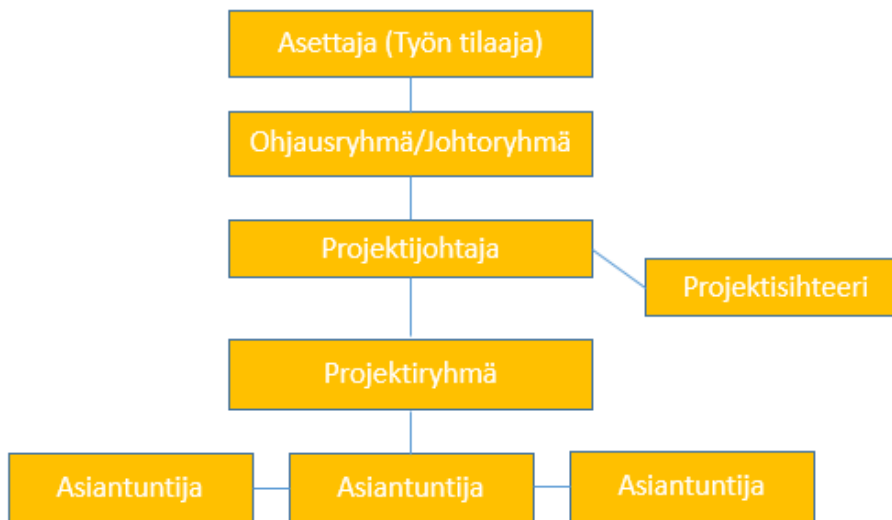 Asettaja (Työn tilaaja)
Ohjausryhmä/Johtoryhmä
Projektijohtaja
Projektisihteeri
Projektiryhmä
Asiantuntija
Asiantuntija
Asiantuntija